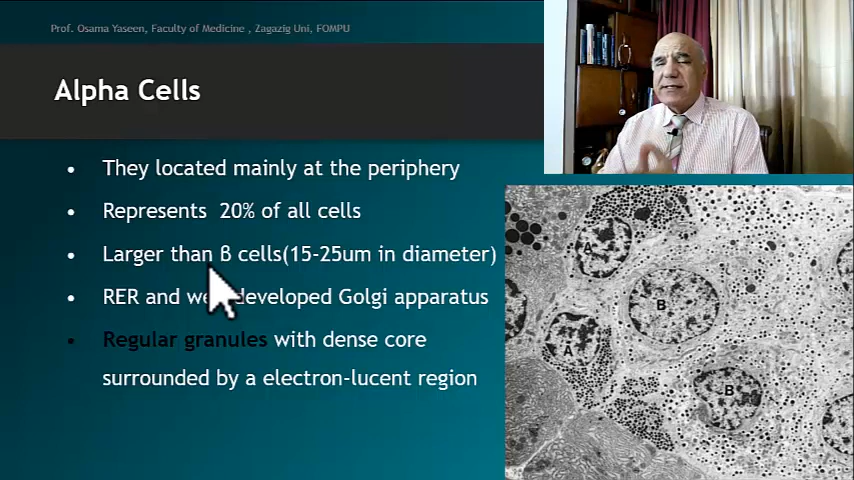 Prof. Osama Yaseen, Faculty of Medicine , Zagazig Uni, FOMPU
Alpha Cells
• They located mainly at the periphery
• Represents 20% of all cells
• Larger than β cells(15-25um in diameter)
• RER and we developed Golgi apparatus
• Regular granules with dense core
surrounded by a electron-lucent region
A
B
A
B